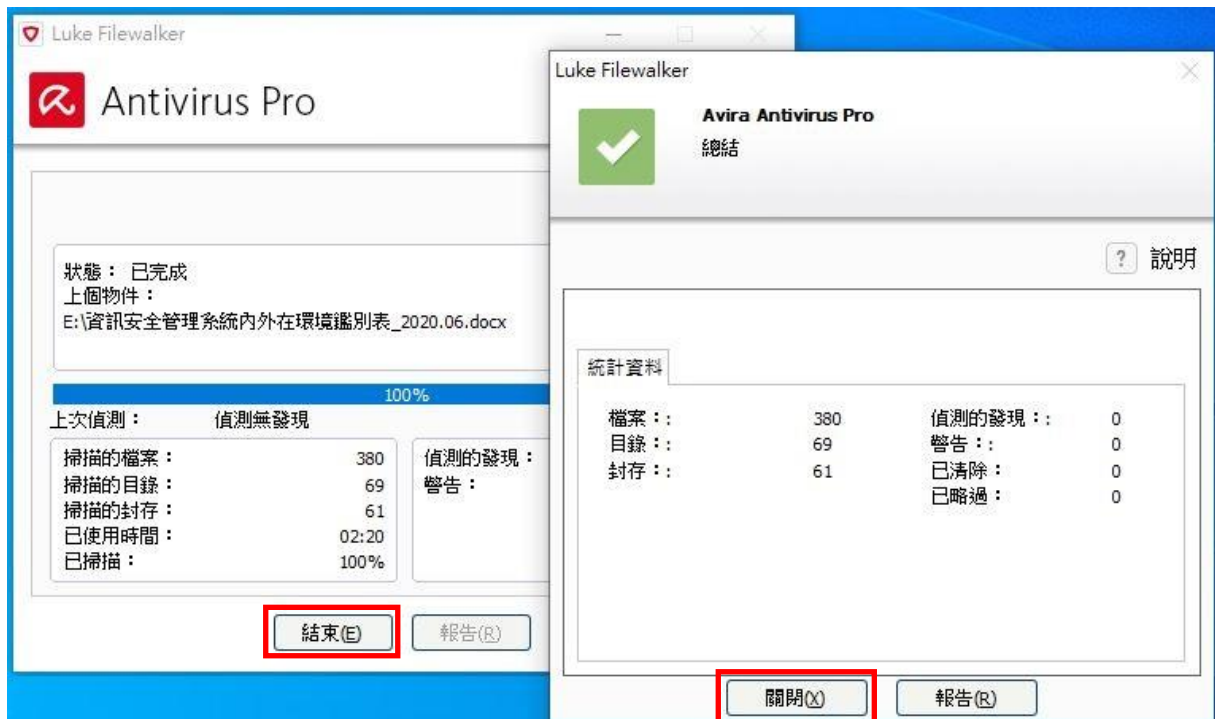 Luke Filewalker
Antivirus Pro
狀態： 已完成
上個物件：
E:\資訊安全管理系統內外在環境鑑別表_2020.06.docx
100%
上次偵測： 偵測無發現
掃描的檔案： 380
掃描的目錄： 69
掃描的封存： 61
已使用時間： 02:20
已掃描： 100%
偵測的發現：
警告：
結束(E) 報告(R)
Luke Filewalker
Avira Antivirus Pro
總結
? 說明
統計資料
檔案：: 380 偵測的發現：: 0
目錄：: 69 警告：: 0
封存：: 61 已清除： 0
已略過： 0
關閉(X) 報告(R)